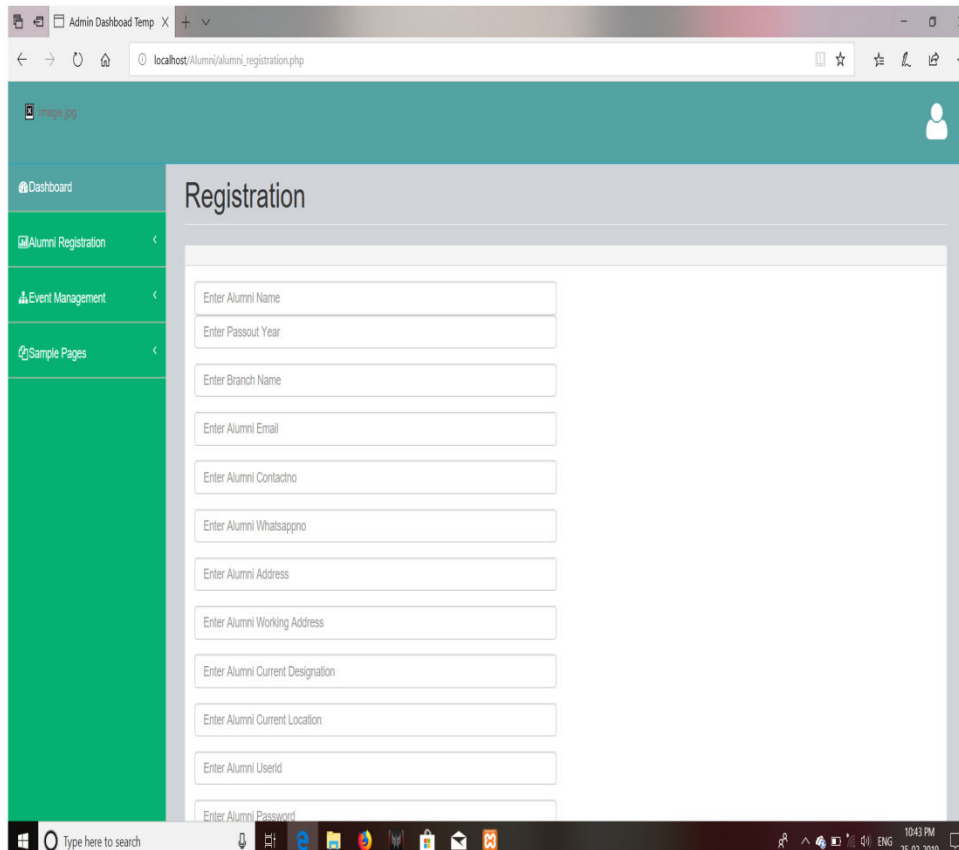 Admin Dashboad Temp
localhost/Alumni/alumni_registration.php
image.jpg
Dashboard
Alumni Registration
Event Management
Sample Pages
Registration
Enter Alumni Name
Enter Passout Year
Enter Branch Name
Enter Alumni Email
Enter Alumni Contactno
Enter Alumni Whatsappno
Enter Alumni Address
Enter Alumni Working Address
Enter Alumni Current Designation
Enter Alumni Current Location
Enter Alumni Userid
Enter Alumni Password
Type here to search
ENG
10:43 PM
25-02-2019